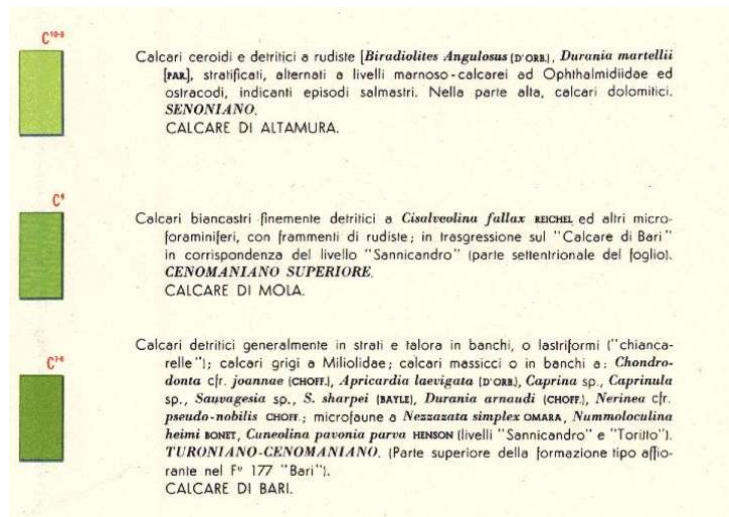 C¹⁰⁻⁸
Calcari ceroidi e detritici a rudiste [Biradiolites Angulosus (D'ORB.), Durania martellii
[PAR.], stratificati, alternati a livelli marnoso-calcarei ad Ophthalmidiidae ed
ostracodi, indicanti episodi salmastri. Nella parte alta, calcari dolomitici.
SENONIANO.
CALCARE DI ALTAMURA.
Calcari biancastri finemente detritici a Cisalveolina fallax REICHEL ed altri micro-
foraminiferi, con frammenti di rudiste; in trasgressione sul "Calcare di Bari"
in corrispondenza del livello "Sannicandro" (parte settentrionale del foglio).
CENOMANIANO SUPERIORE.
CALCARE DI MOLA.
Calcari detritici generalmente in strati e talora in banchi, o lastriformi ("chianca-
relle"); calcari grigi a Miliolidae; calcari massicci o in banchi a: Chondro-
donta cfr. joannae (CHOFF.), Apricardia laevigata (D'ORB.), Caprina sp., Caprinula
sp., Sauvagesia sp., S. sharpei (BAYLE), Durania arnaudi (CHOFF.), Nerinea cfr.
pseudo-nobilis CHOFF.; microfaune a Nezzazata simplex OMARA, Nummoloculina
heimi BONET, Cuneolina pavonia parva HENSON (livelli "Sannicandro" e "Toritto").
TURONIANO-CENOMANIANO. (Parte superiore della formazione tipo affio-
rante nel Fº 177 "Bari").
CALCARE DI BARI.